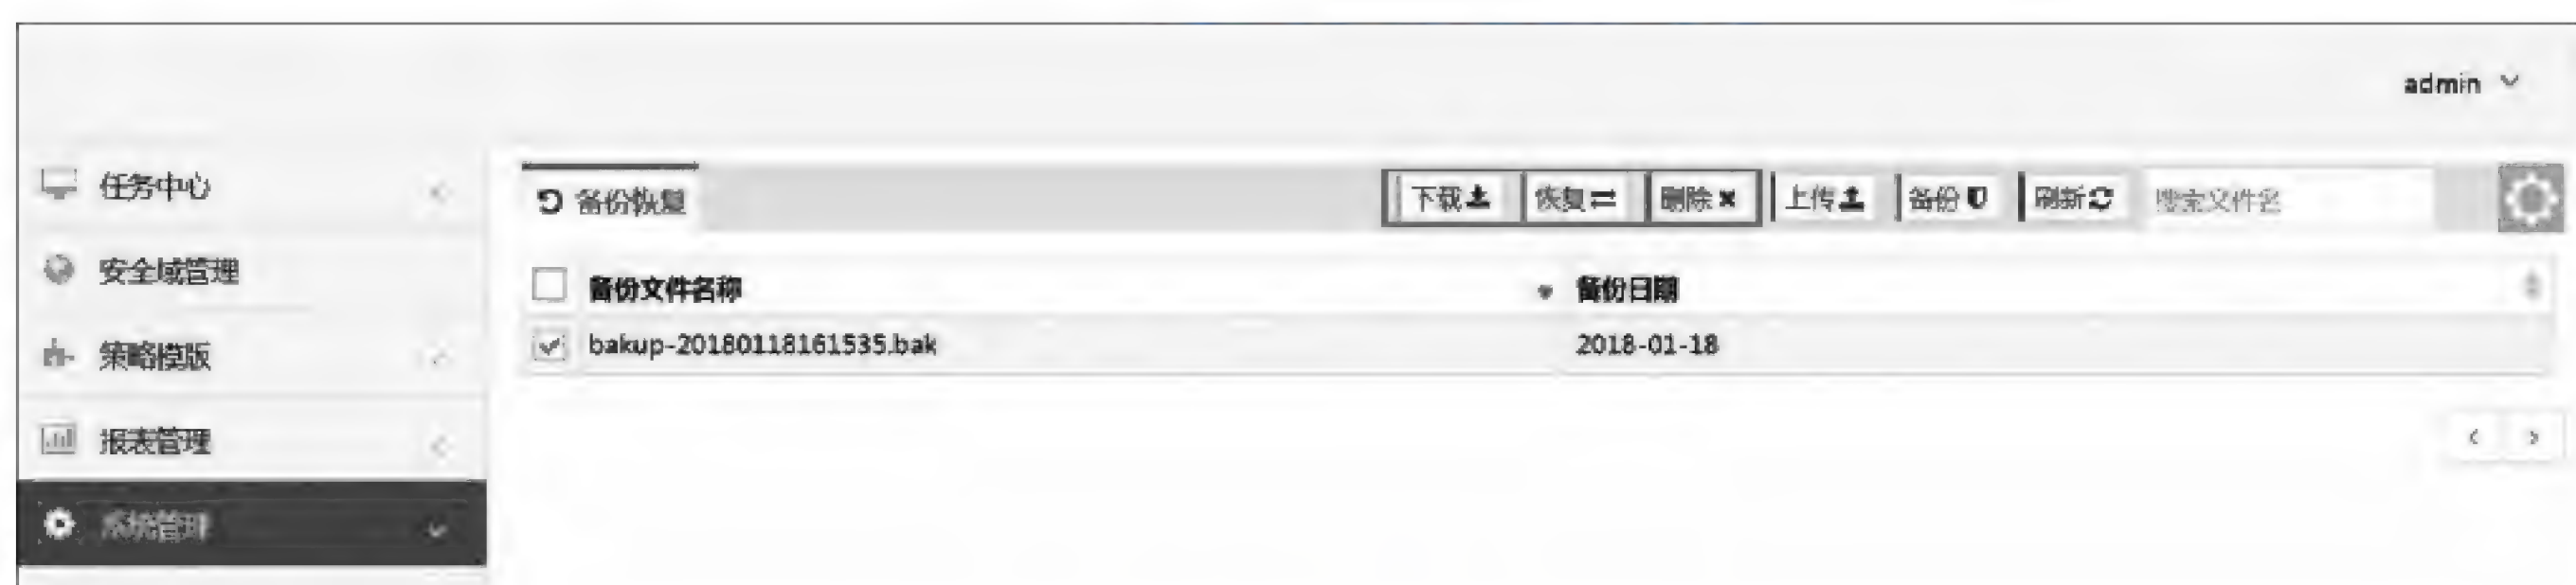 admin
任务中心
安全域管理
策略模版
报表管理
系统管理
备份恢复
下载 恢复 删除 上传 备份 刷新 搜索文件名
备份文件名称 备份日期
bakup-20180118161535.bak 2018-01-18